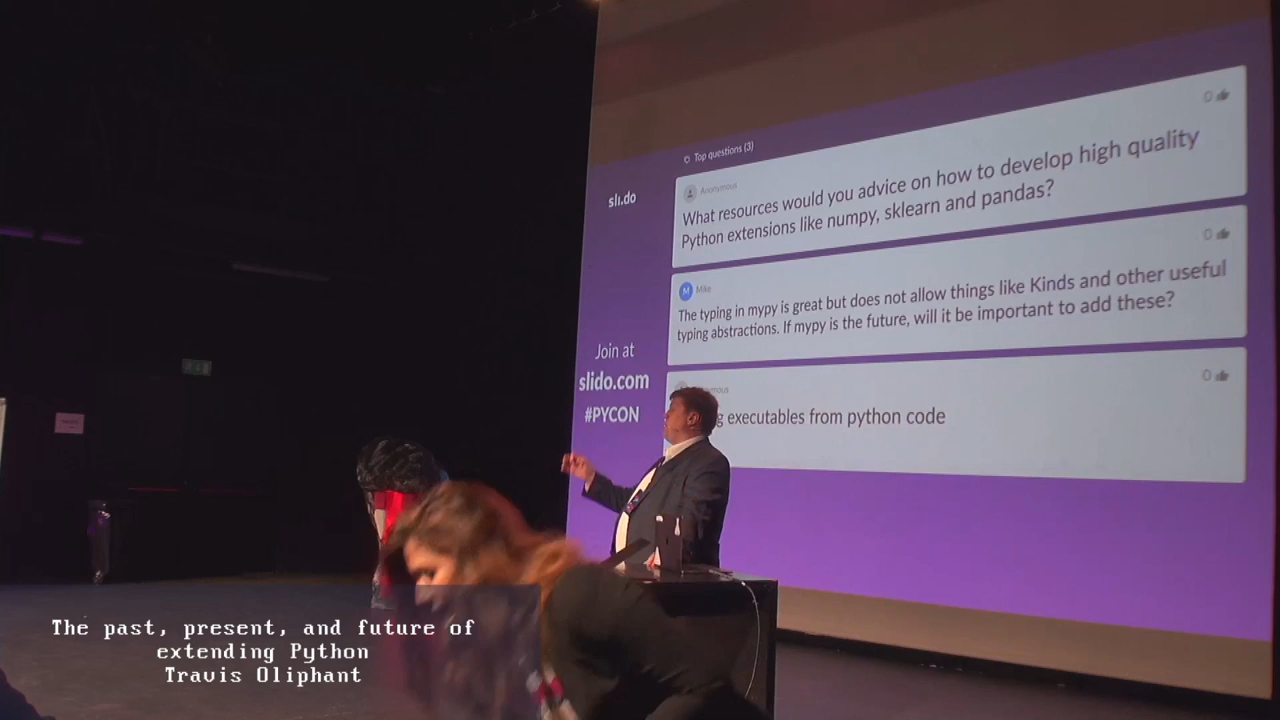 Top questions (3)
sli.do
0
Anonymous
What resources would you advice on how to develop high quality
Python extensions like numpy, sklearn and pandas?
0
M Mike
The typing in mypy is great but does not allow things like Kinds and other useful
typing abstractions. If mypy is the future, will it be important to add these?
0
executables from python code
Join at
slido.com
#PYCON
The past, present, and future of
extending Python
Travis Oliphant